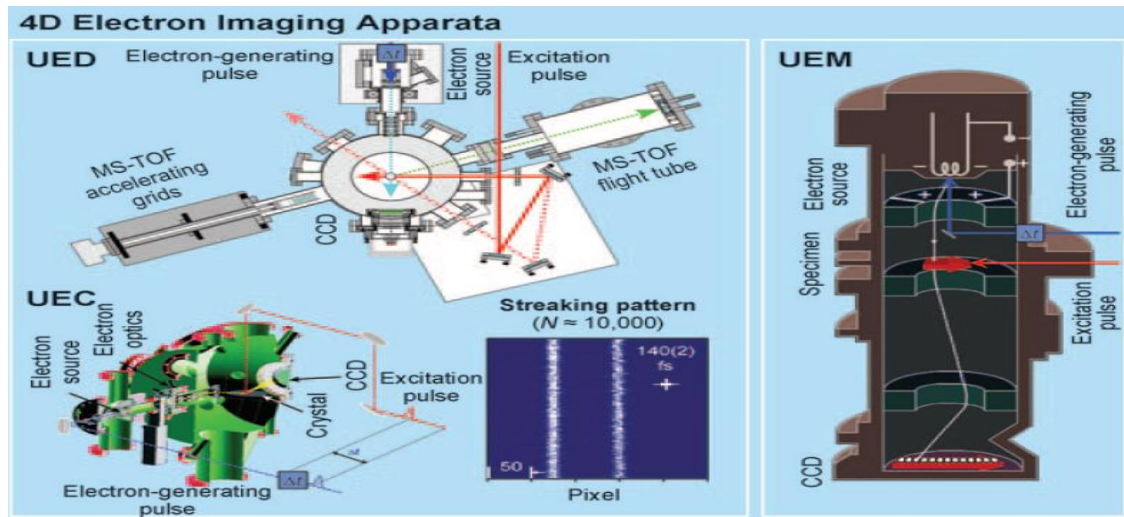 4D Electron Imaging Apparata
UED
Electron-generating
pulse
Δt
Electron
source
Excitation
pulse
MS-TOF
accelerating
grids
MS-TOF
flight tube
CCD
UEC
Electron
source
Electron
optics
CCD
Excitation
pulse
Crystal
Δt
Δt
Electron-generating
pulse
Streaking pattern
(N ≈ 10,000)
140(2)
fs
50
Pixel
UEM
Electron source
Electron-generating
pulse
Δt
Specimen
Excitation
pulse
CCD